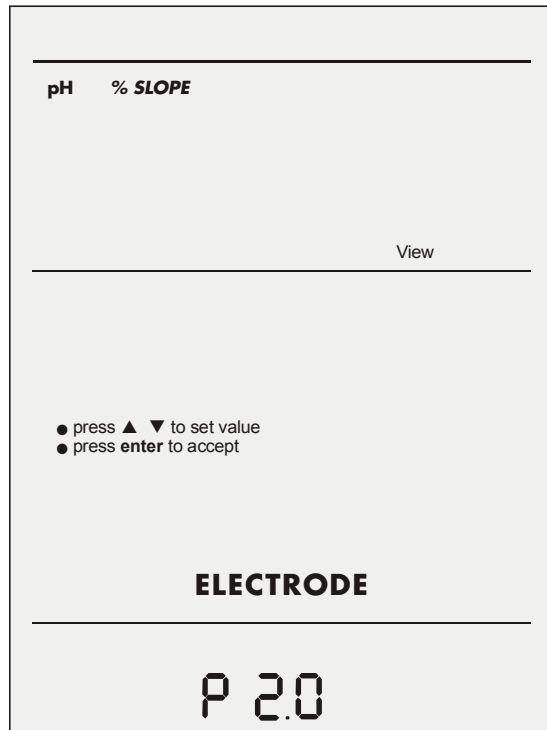 pH % SLOPE
View
● press ▲ ▼ to set value
● press enter to accept
ELECTRODE
P 2.0